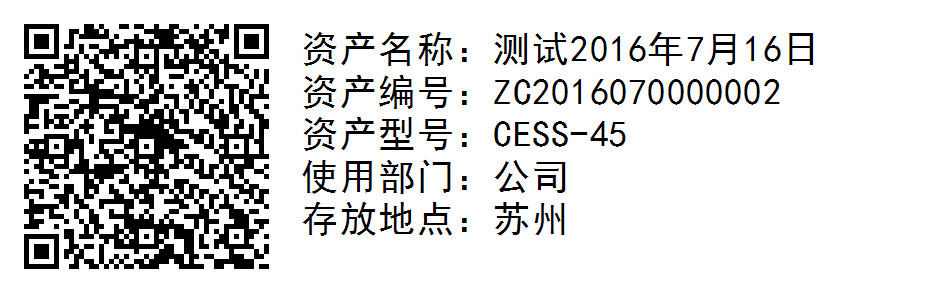 资产名称：测试2016年7月16日
资产编号：ZC2016070000002
资产型号：CESS-45
使用部门：公司
存放地点：苏州